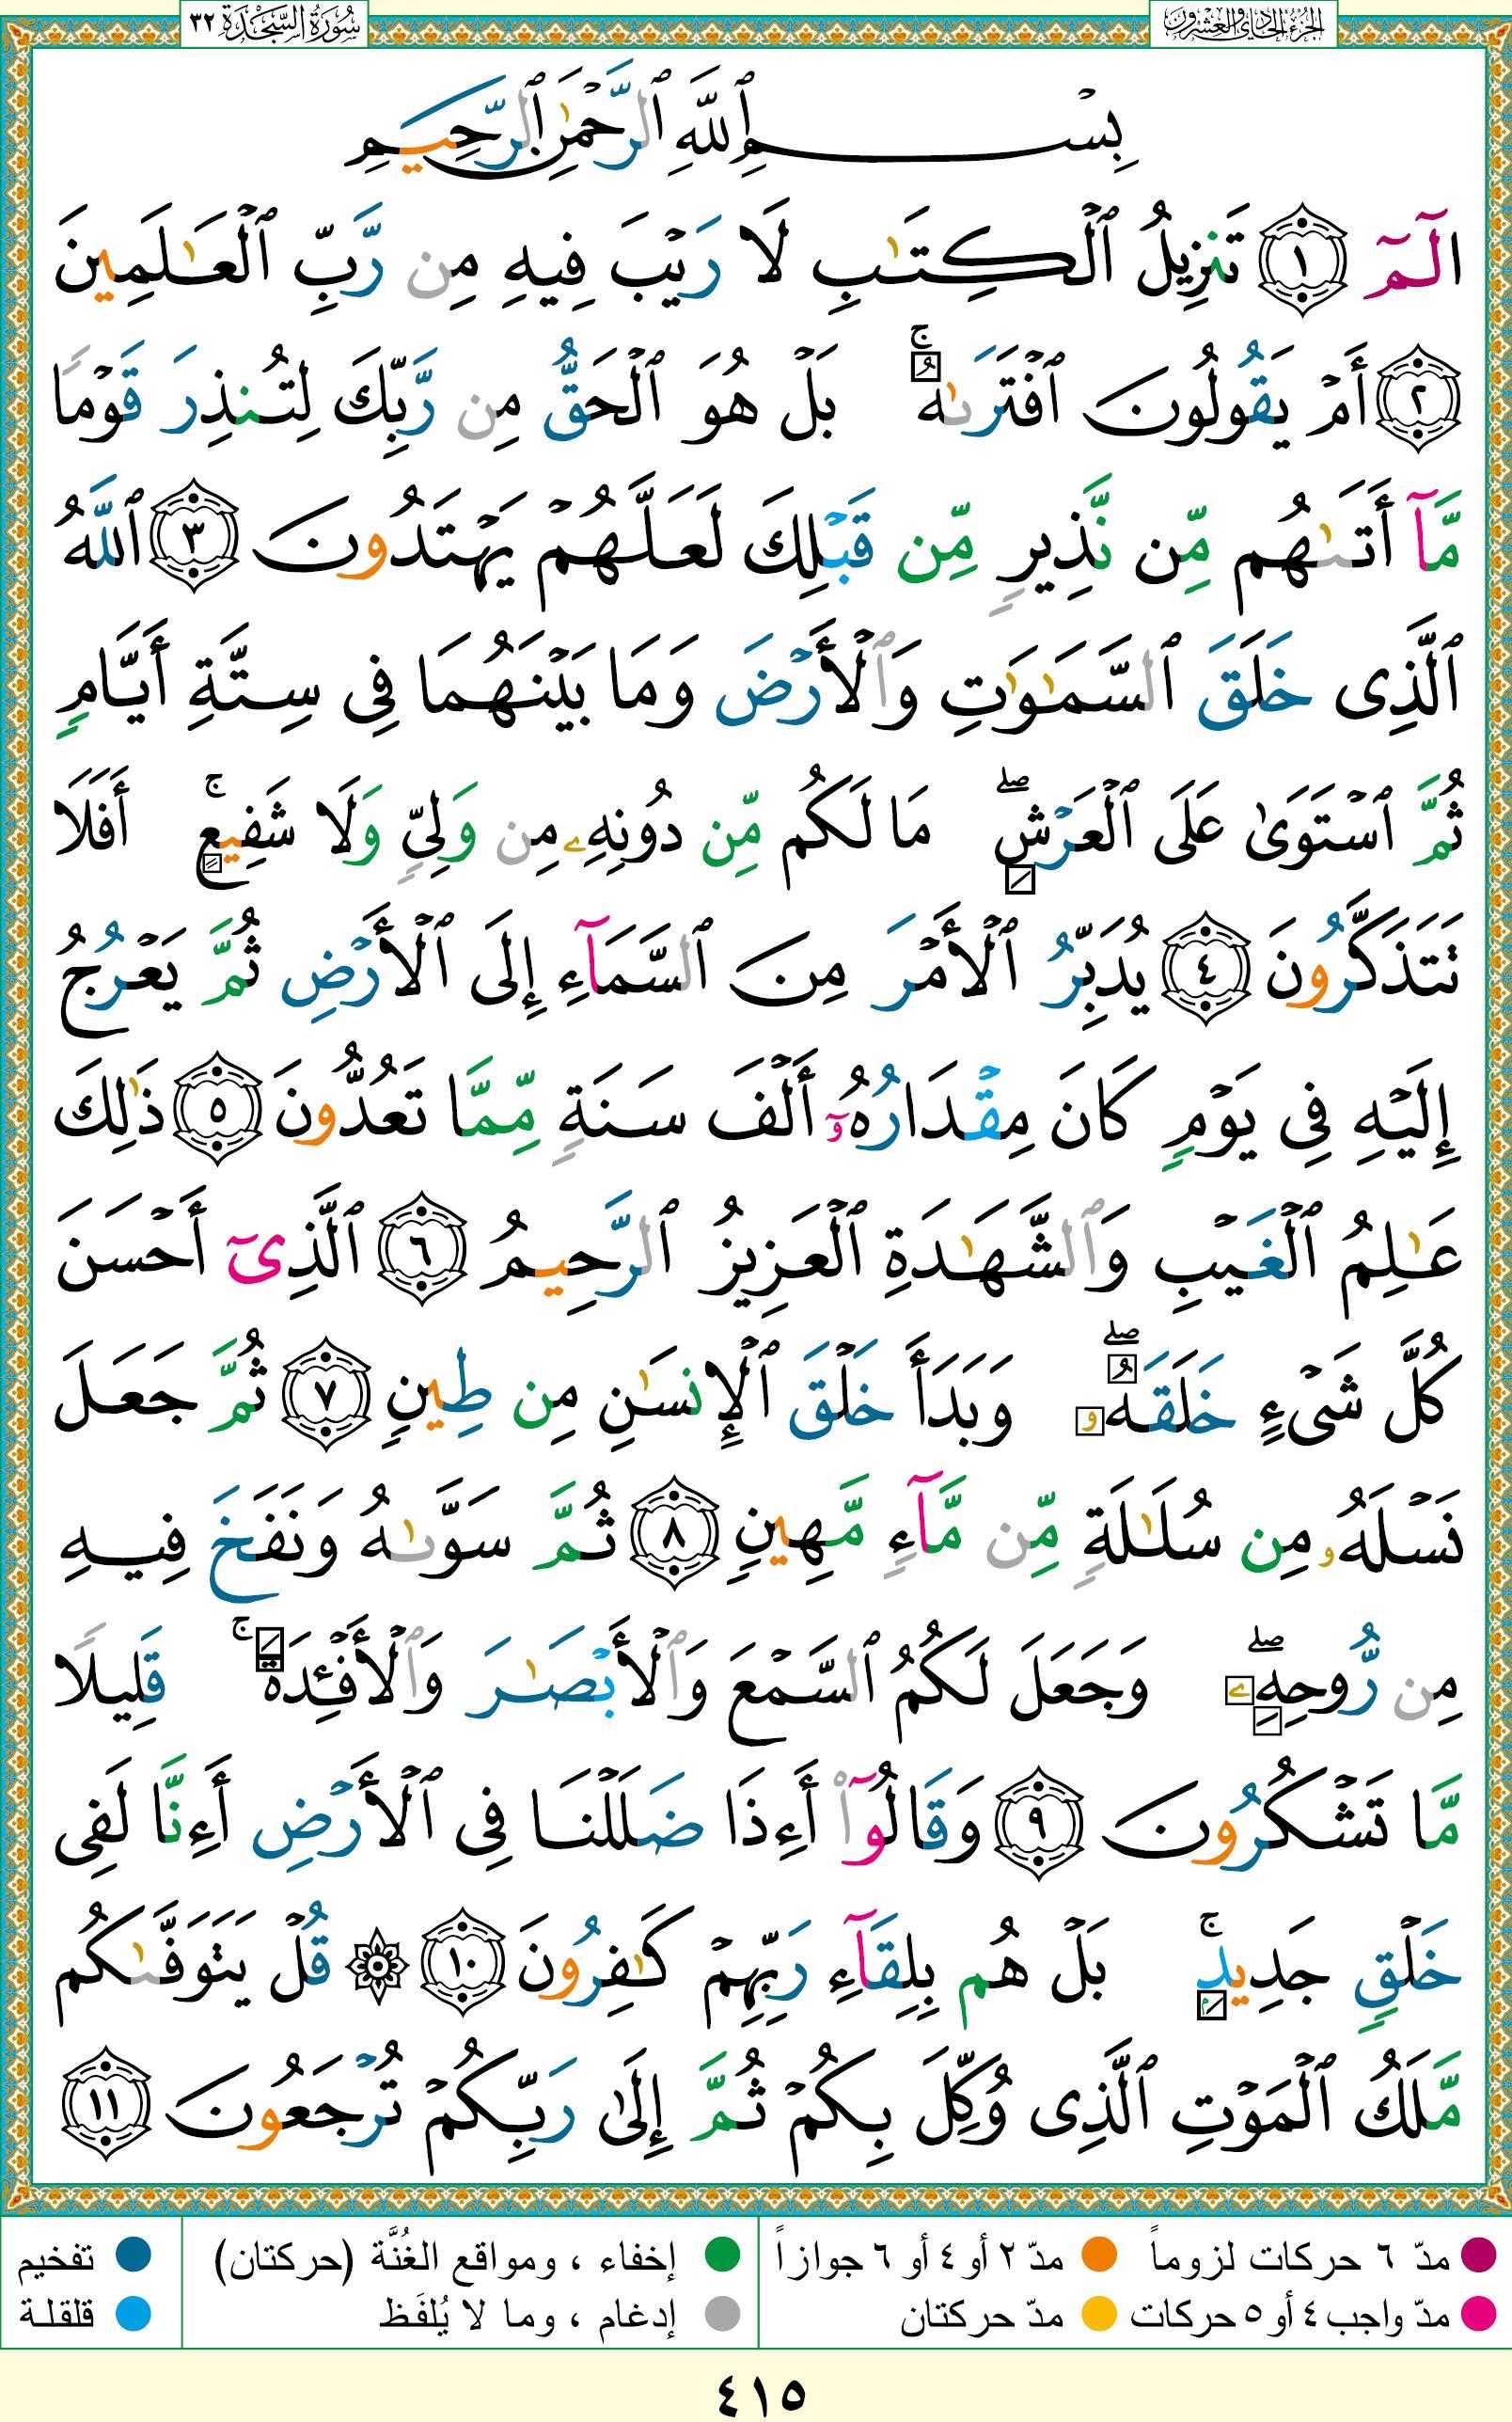 سُورَةُ السَّجْدَةِ ٣٢
الجزء الحادي والعشرون
بِسْمِ ٱللَّهِ ٱلرَّحْمَٰنِ ٱلرَّحِيمِ
الٓمٓ ١ تَنزِيلُ ٱلْكِتَٰبِ لَا رَيْبَ فِيهِ مِن رَّبِّ ٱلْعَٰلَمِينَ
٢ أَمْ يَقُولُونَ ٱفْتَرَىٰهُ ۚ بَلْ هُوَ ٱلْحَقُّ مِن رَّبِّكَ لِتُنذِرَ قَوْمًا
مَّآ أَتَىٰهُم مِّن نَّذِيرٍ مِّن قَبْلِكَ لَعَلَّهُمْ يَهْتَدُونَ ٣ ٱللَّهُ
ٱلَّذِى خَلَقَ ٱلسَّمَٰوَٰتِ وَٱلْأَرْضَ وَمَا بَيْنَهُمَا فِى سِتَّةِ أَيَّامٍ
ثُمَّ ٱسْتَوَىٰ عَلَى ٱلْعَرْشِ ۖ مَا لَكُم مِّن دُونِهِۦ مِن وَلِىٍّ وَلَا شَفِيعٍ ۚ أَفَلَا
تَتَذَكَّرُونَ ٤ يُدَبِّرُ ٱلْأَمْرَ مِنَ ٱلسَّمَآءِ إِلَى ٱلْأَرْضِ ثُمَّ يَعْرُجُ
إِلَيْهِ فِى يَوْمٍ كَانَ مِقْدَارُهُۥٓ أَلْفَ سَنَةٍ مِّمَّا تَعُدُّونَ ٥ ذَٰلِكَ
عَٰلِمُ ٱلْغَيْبِ وَٱلشَّهَٰدَةِ ٱلْعَزِيزُ ٱلرَّحِيمُ ٦ ٱلَّذِىٓ أَحْسَنَ
كُلَّ شَىْءٍ خَلَقَهُۥ ۖ وَبَدَأَ خَلْقَ ٱلْإِنسَٰنِ مِن طِينٍ ٧ ثُمَّ جَعَلَ
نَسْلَهُۥ مِن سُلَٰلَةٍ مِّن مَّآءٍ مَّهِينٍ ٨ ثُمَّ سَوَّىٰهُ وَنَفَخَ فِيهِ
مِن رُّوحِهِۦ ۖ وَجَعَلَ لَكُمُ ٱلسَّمْعَ وَٱلْأَبْصَٰرَ وَٱلْأَفْـِٔدَةَ ۚ قَلِيلًا
مَّا تَشْكُرُونَ ٩ وَقَالُوٓا۟ أَءِذَا ضَلَلْنَا فِى ٱلْأَرْضِ أَءِنَّا لَفِى
خَلْقٍ جَدِيدٍۭ ۚ بَلْ هُم بِلِقَآءِ رَبِّهِمْ كَٰفِرُونَ ١٠ ۞ قُلْ يَتَوَفَّىٰكُم
مَّلَكُ ٱلْمَوْتِ ٱلَّذِى وُكِّلَ بِكُمْ ثُمَّ إِلَىٰ رَبِّكُمْ تُرْجَعُونَ ١١
مدّ ٦ حركات لزوماً مدّ ٢ أو ٤ أو ٦ جوازاً إخفاء ، ومواقع الغُنَّة (حركتان) تفخيم
مدّ واجب ٤ أو ٥ حركات مدّ حركتان إدغام ، وما لا يُلفَظ قلقلة
٤١٥